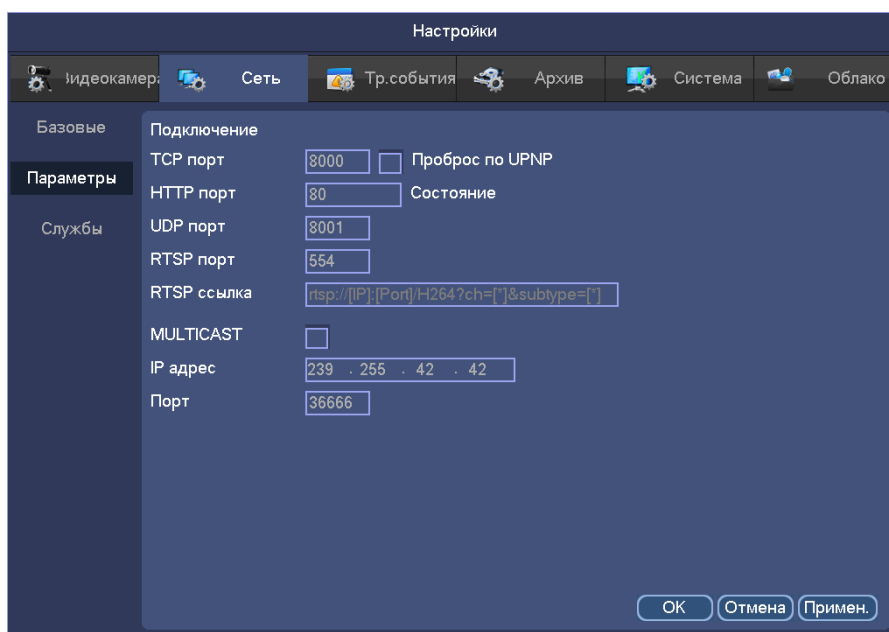 Настройки
Видеокамера Сеть Тр.события Архив Система Облако
Базовые
Параметры
Службы
Подключение
TCP порт 8000 Проброс по UPNP
HTTP порт 80 Состояние
UDP порт 8001
RTSP порт 554
RTSP ссылка rtsp://[IP]:[Port]/H264?ch=[*]&subtype=[*]
MULTICAST
IP адрес 239 . 255 . 42 . 42
Порт 36666
OK Отмена Примен.